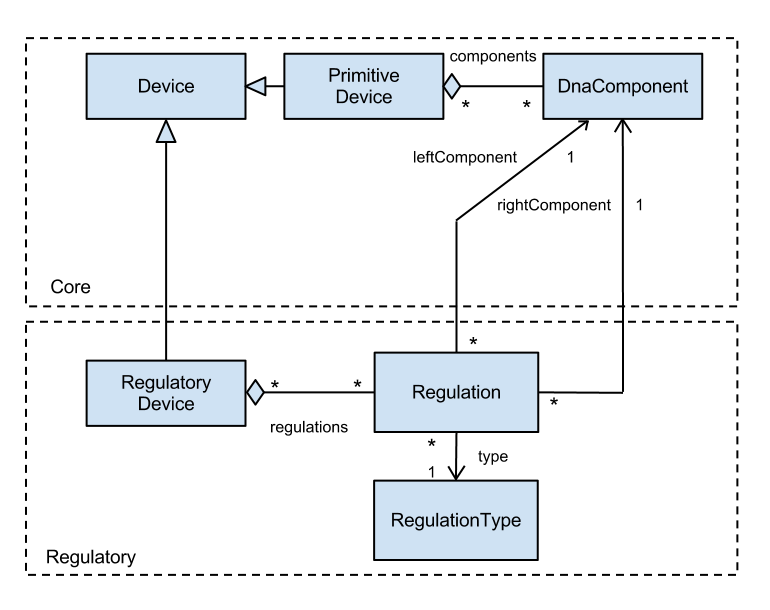 components
Device
Primitive
Device
DnaComponent
*
*
leftComponent
1
rightComponent
1
Core
*
Regulatory
Device
*
*
Regulation
*
regulations
*
type
1
RegulationType
Regulatory